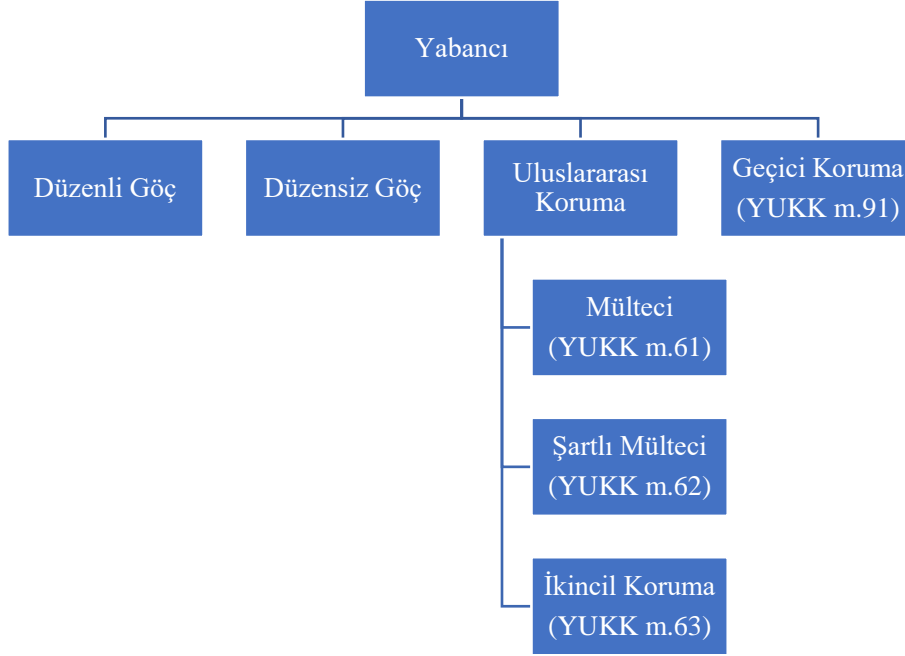 Yabancı
Düzenli Göç
Düzensiz Göç
Uluslararası
Koruma
Geçici Koruma
(YUKK m.91)
Mülteci
(YUKK m.61)
Şartlı Mülteci
(YUKK m.62)
İkincil Koruma
(YUKK m.63)